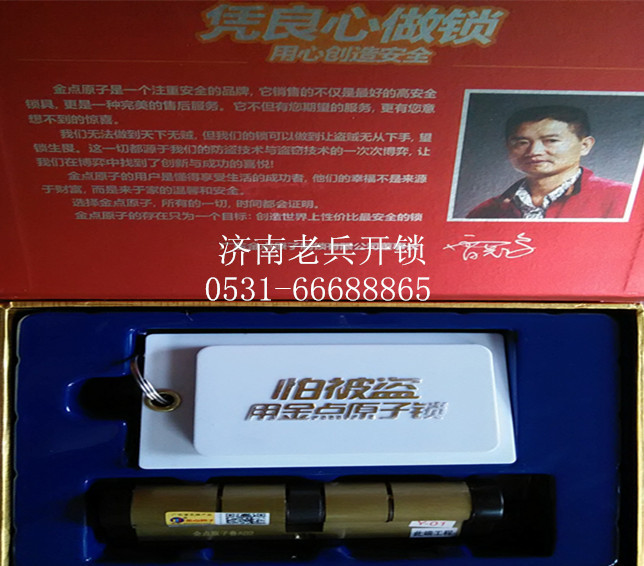 凭良心做锁
用心创造安全
金点原子是一个注重安全的品牌，它销售的不仅是最好的高安全
锁具，更是一种完美的售后服务。它不但有您期望的服务，更有您意
想不到的惊喜。
我们无法做到天下无贼，但我们的锁可以做到让盗贼无从下手，望
锁生畏。这一切都源于我们的防盗技术与盗窃技术的一次次博弈，让
我们在博弈中找到了创新与成功的喜悦！
金点原子的用户是懂得享受生活的成功者，他们的幸福不是来源
于财富，而是来于家的温馨和安全。
选择金点原子，所有的一切，时间都会证明。
金点原子的存在只为一个目标：创造世界上性价比最安全的锁
济南老兵开锁
0531-66688865
怕被盗
用金点原子锁
Y-01